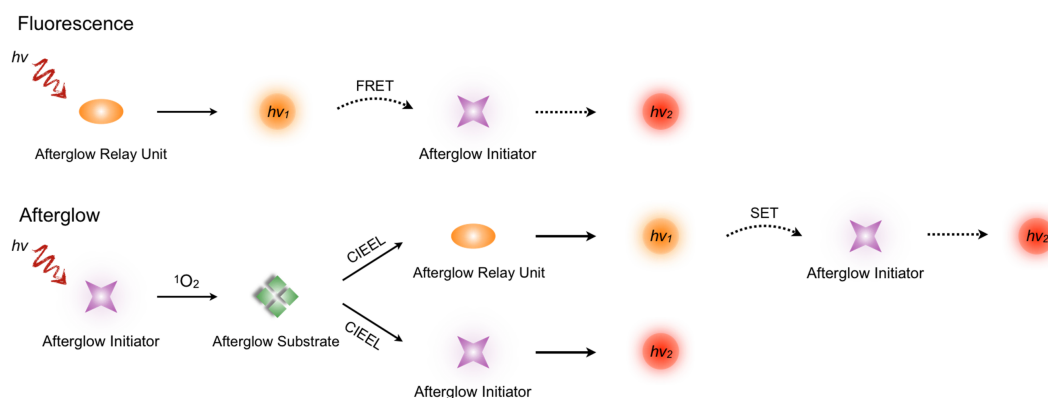 Fluorescence
hv
FRET
hv1
hv2
Afterglow Relay Unit
Afterglow Initiator
Afterglow
hv
CIEEL
hv1
SET
hv2
Afterglow Relay Unit
Afterglow Initiator
1O2
Afterglow Initiator
Afterglow Substrate
CIEEL
hv2
Afterglow Initiator